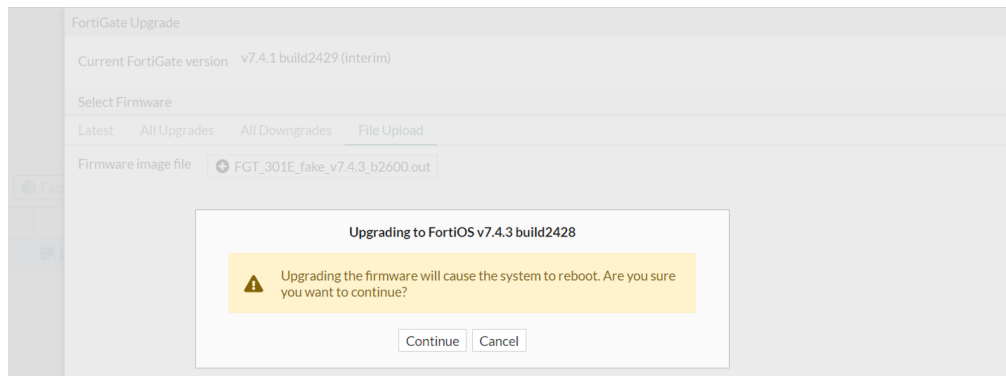 FortiGate Upgrade
Current FortiGate version v7.4.1 build2429 (interim)
Select Firmware
Latest All Upgrades All Downgrades File Upload
Firmware image file FGT_301E_fake_v7.4.3_b2600.out
Upgrading to FortiOS v7.4.3 build2428
Upgrading the firmware will cause the system to reboot. Are you sure
you want to continue?
Continue Cancel